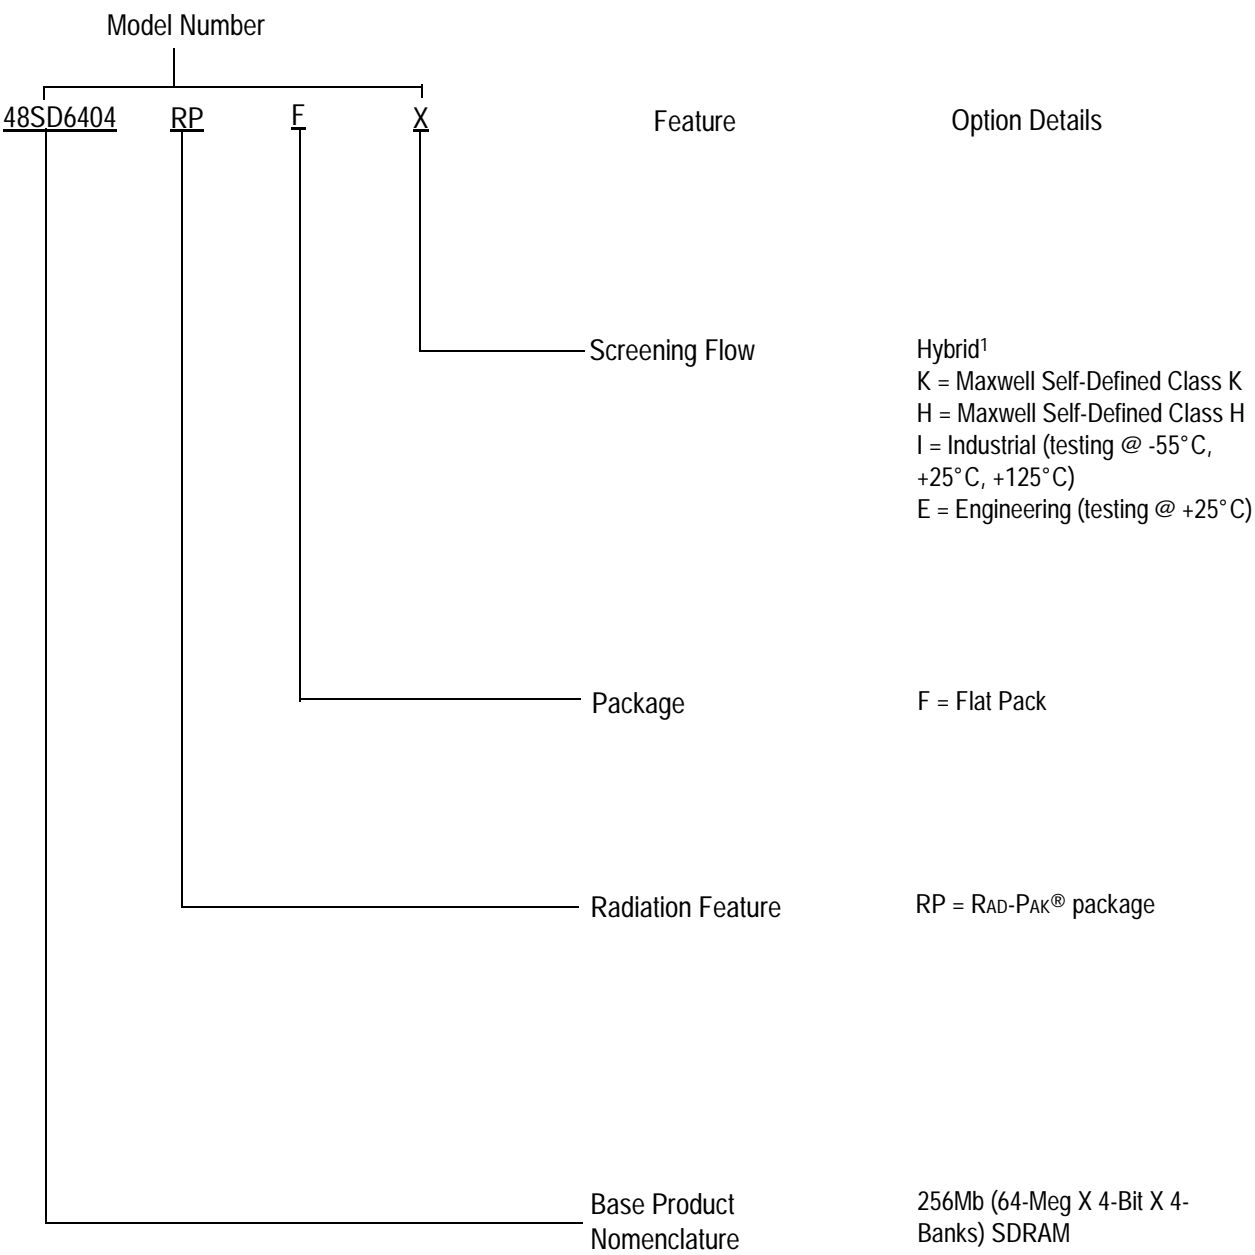 Model Number
48SD6404 RP F X Feature Option Details
Screening Flow Hybrid1
K = Maxwell Self-Defined Class K
H = Maxwell Self-Defined Class H
I = Industrial (testing @ -55°C,
+25°C, +125°C)
E = Engineering (testing @ +25°C)
Package F = Flat Pack
Radiation Feature RP = RAD-PAK® package
Base Product 256Mb (64-Meg X 4-Bit X 4-
Nomenclature Banks) SDRAM